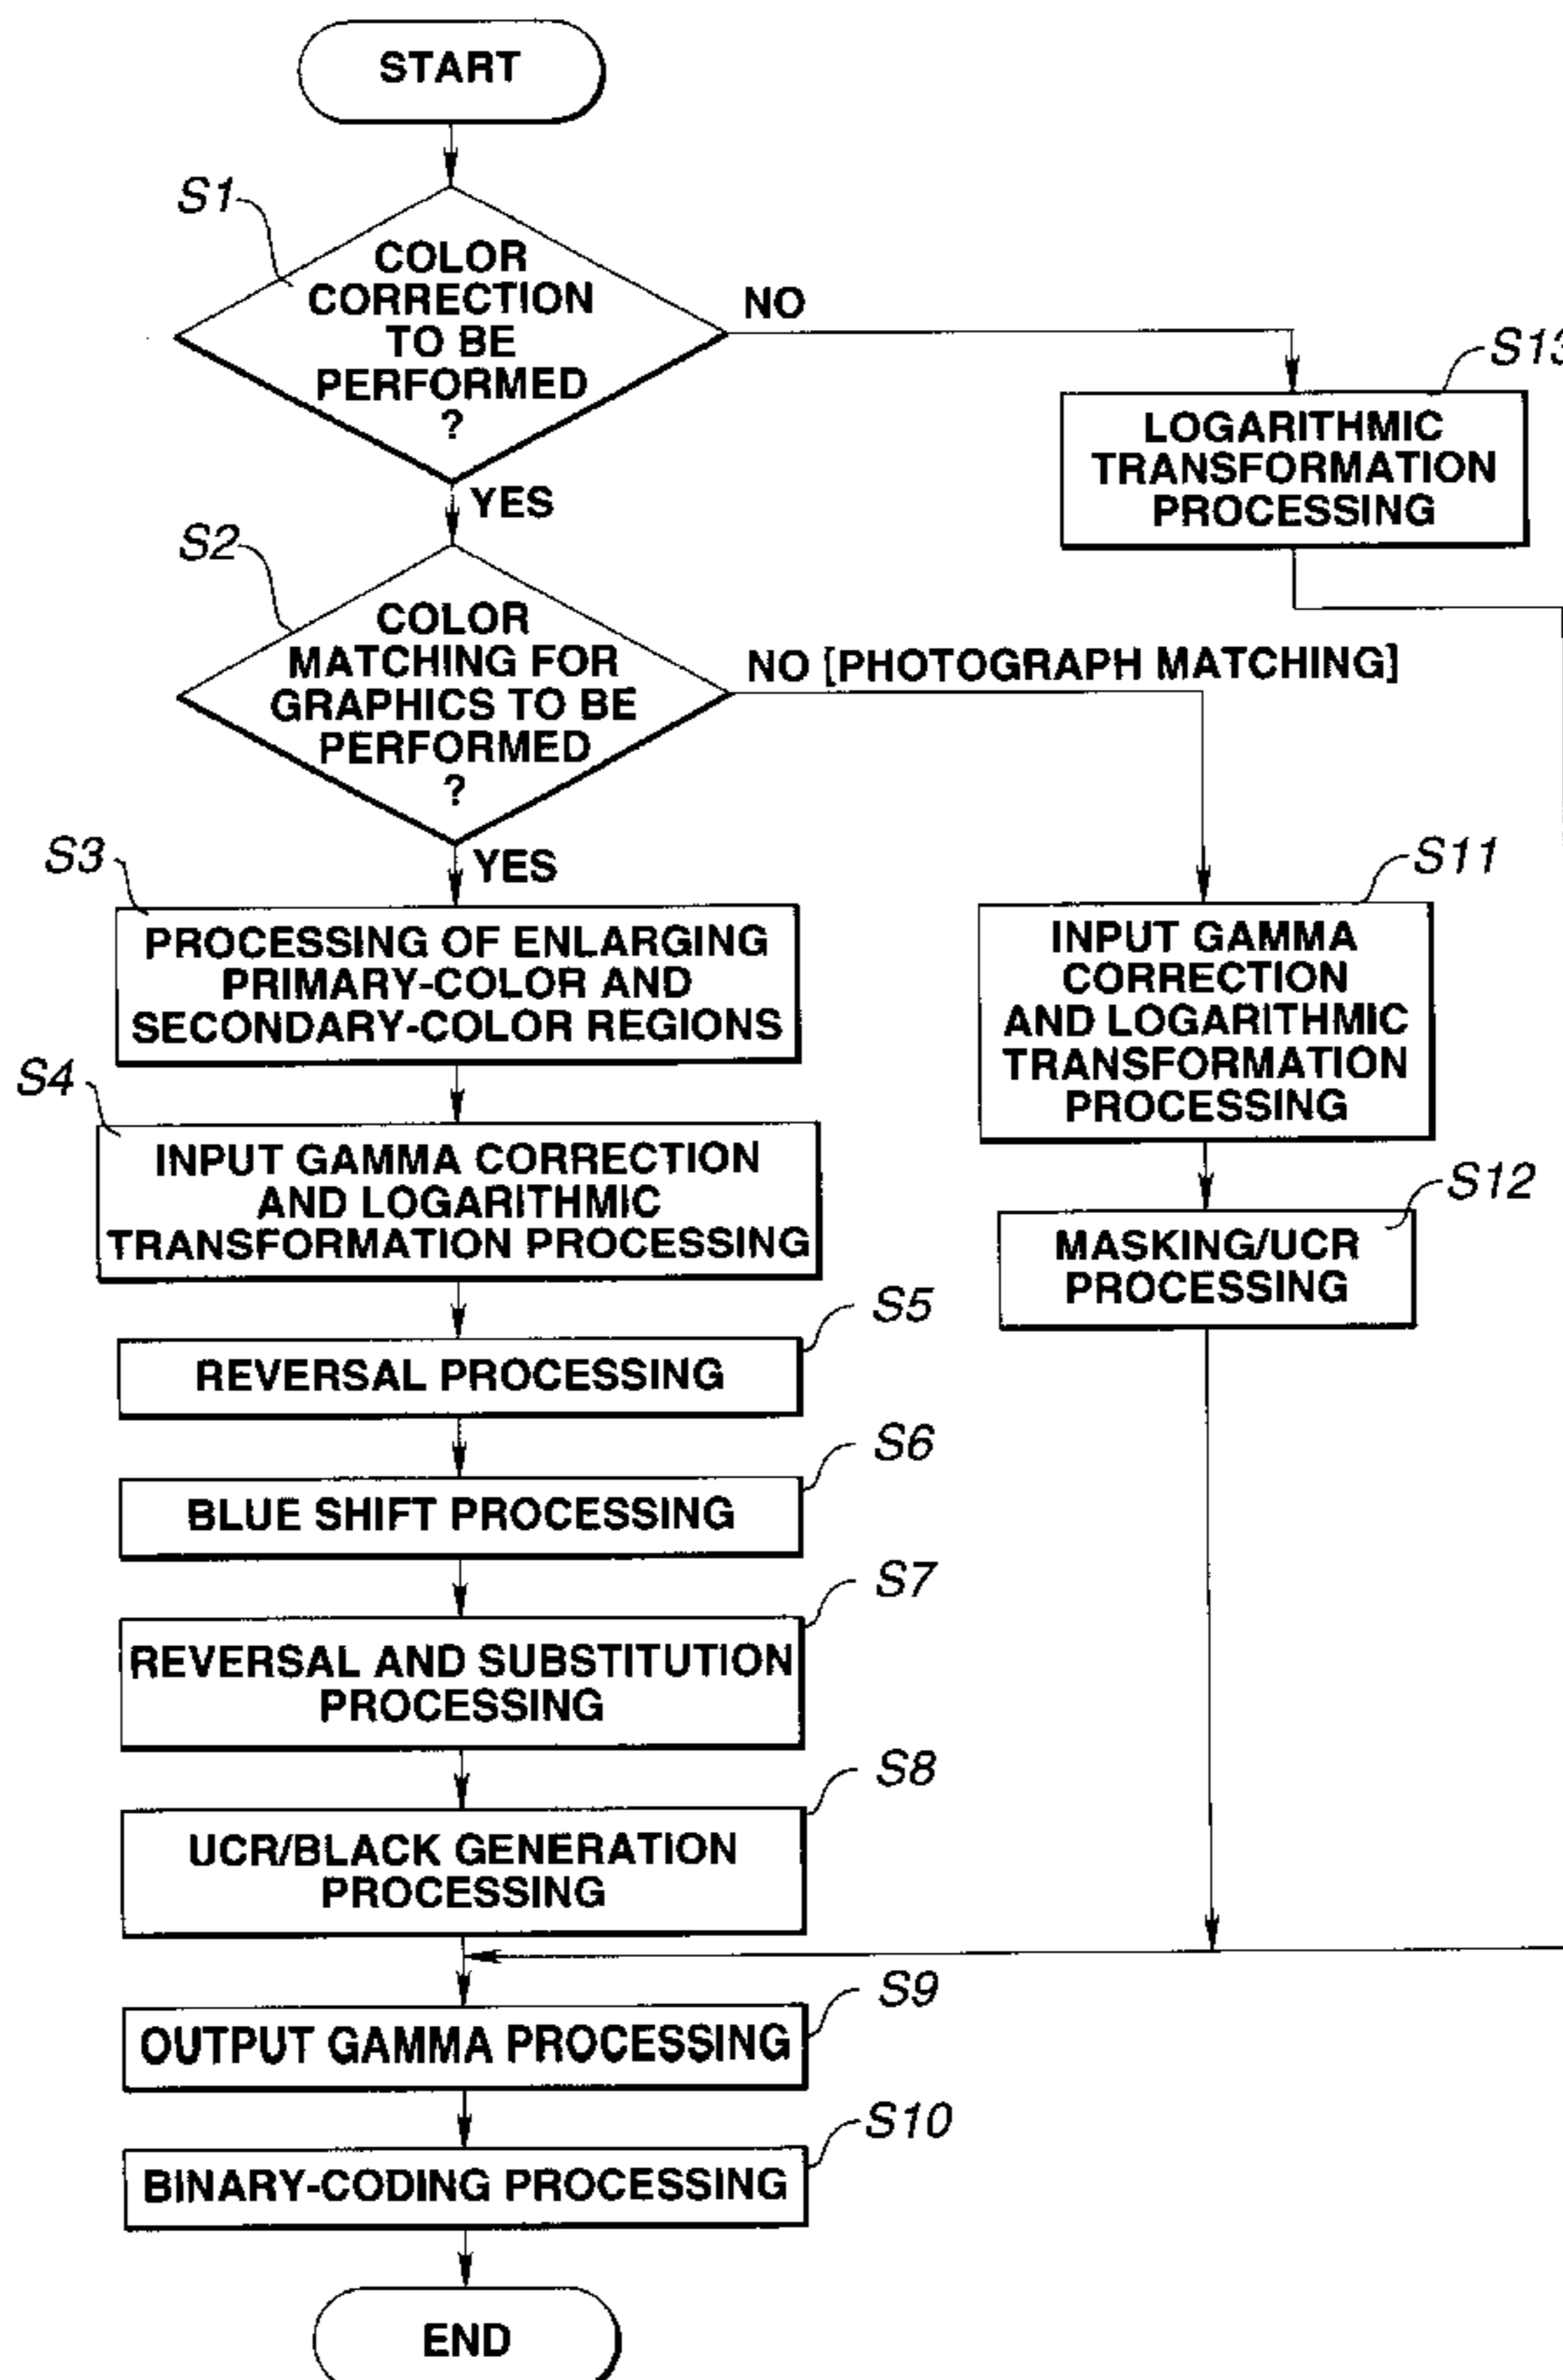 START
S1
COLOR
CORRECTION
TO BE
PERFORMED
?
NO
S13
LOGARITHMIC
TRANSFORMATION
PROCESSING
YES
S2
COLOR
MATCHING FOR
GRAPHICS TO BE
PERFORMED
?
NO [PHOTOGRAPH MATCHING]
YES
S3
PROCESSING OF ENLARGING
PRIMARY-COLOR AND
SECONDARY-COLOR REGIONS
S11
INPUT GAMMA
CORRECTION
AND LOGARITHMIC
TRANSFORMATION
PROCESSING
S4
INPUT GAMMA CORRECTION
AND LOGARITHMIC
TRANSFORMATION PROCESSING
S12
MASKING/UCR
PROCESSING
S5
REVERSAL PROCESSING
S6
BLUE SHIFT PROCESSING
S7
REVERSAL AND SUBSTITUTION
PROCESSING
S8
UCR/BLACK GENERATION
PROCESSING
S9
OUTPUT GAMMA PROCESSING
S10
BINARY-CODING PROCESSING
END